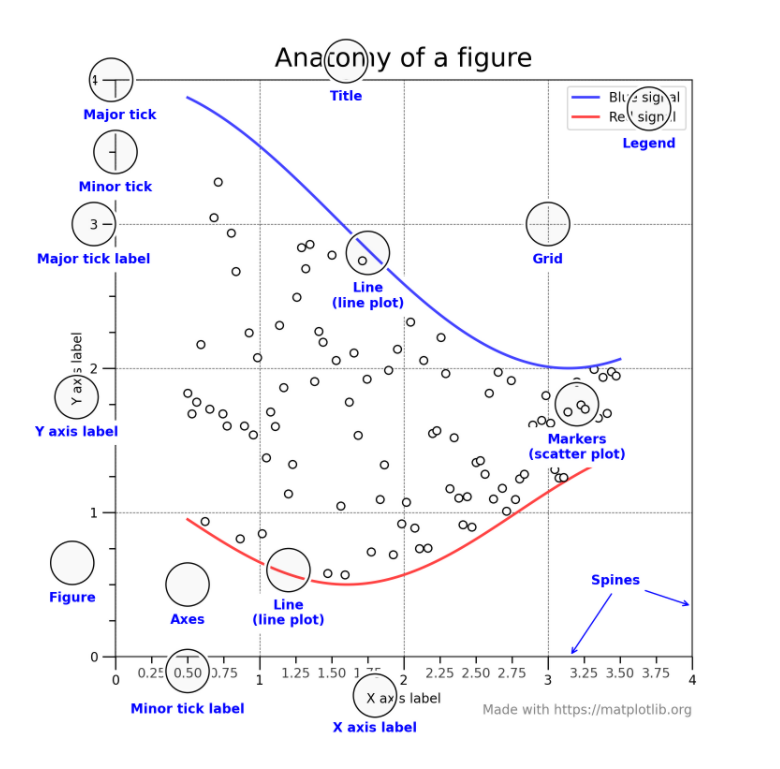 Anatomy of a figure
Title
4
Major tick
Blue signal
Red signal
Legend
Minor tick
3
Major tick label
Grid
Line
(line plot)
Y axis label
2
Y axis label
Markers
(scatter plot)
1
Figure
Axes
Line
(line plot)
Spines
0
0 0.25 0.50 0.75 1 1.25 1.50 1.75 2 2.25 2.50 2.75 3 3.25 3.50 3.75 4
Minor tick label
X axis label
X axis label
Made with https://matplotlib.org